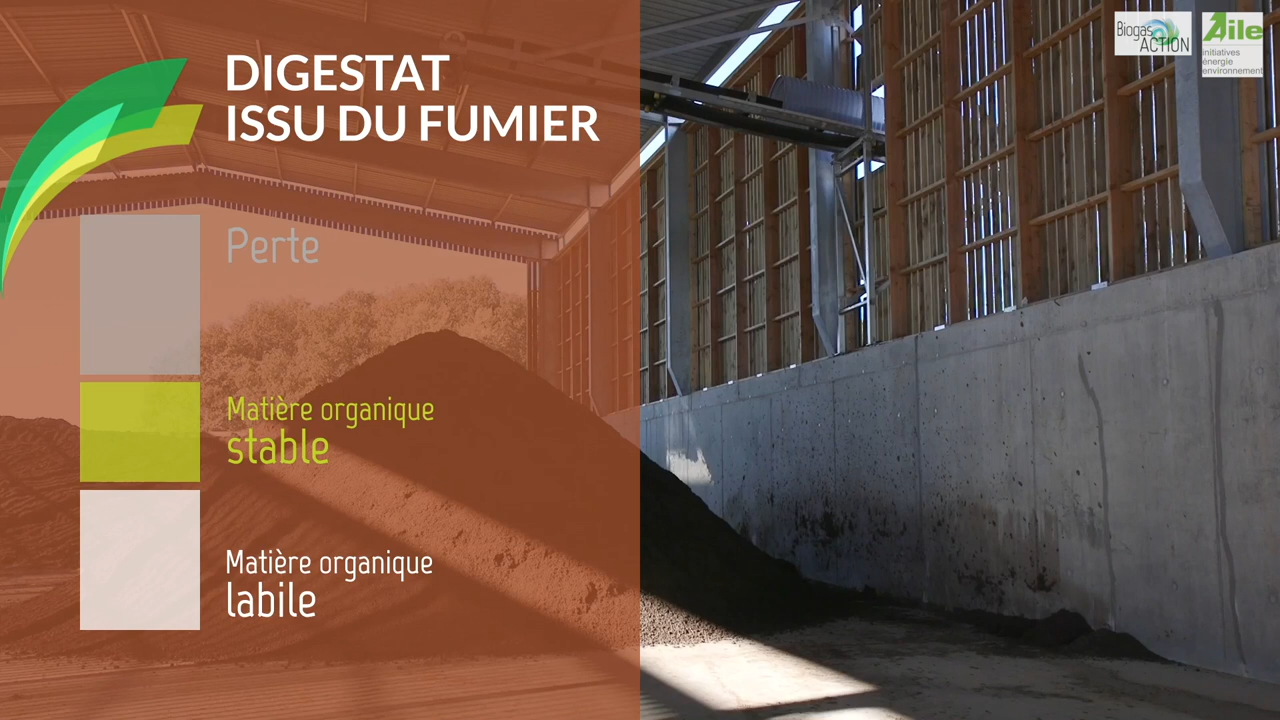 DIGESTAT
ISSU DU FUMIER
Perte
Matière organique
stable
Matière organique
labile
Biogas
ACTION
Aile
initiatives
énergie
environnement